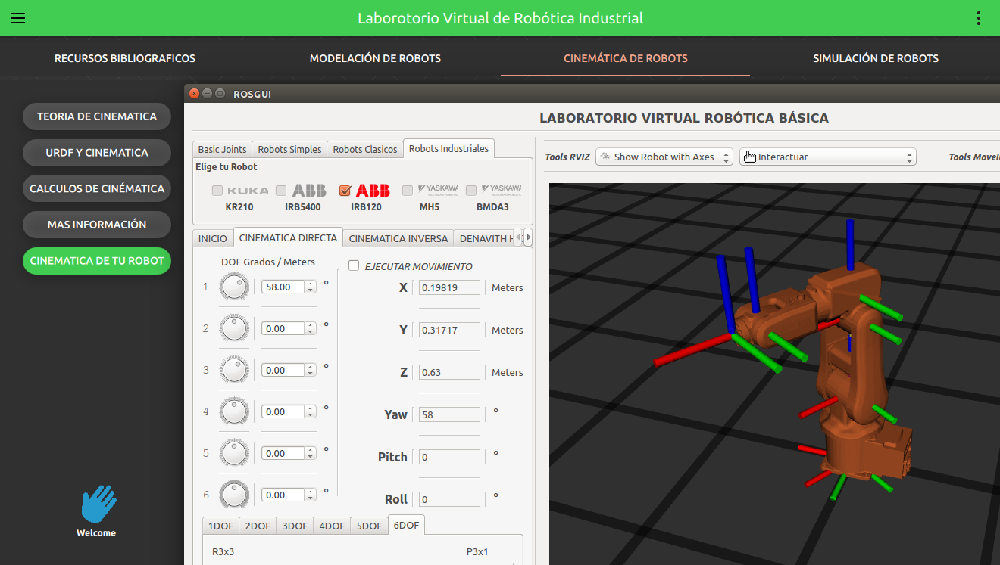 Laborotorio Virtual de Robótica Industrial
RECURSOS BIBLIOGRAFICOS MODELACIÓN DE ROBOTS CINEMÁTICA DE ROBOTS SIMULACIÓN DE ROBOTS
TEORIA DE CINEMATICA
URDF Y CINEMATICA
CALCULOS DE CINÉMATICA
MAS INFORMACIÓN
CINEMATICA DE TU ROBOT
Welcome
ROSGUI
LABORATORIO VIRTUAL ROBÓTICA BÁSICA
Basic Joints Robots Simples Robots Clasicos Robots Industriales
Elige tu Robot
KUKA ABB ABB YASKAWA YASKAWA
KR210 IRB5400 IRB120 MH5 BMDA3
Tools RVIZ Show Robot with Axes Interactuar Tools
INICIO CINEMATICA DIRECTA CINEMATICA INVERSA DENAVITH
DOF Grados / Meters EJECUTAR MOVIMIENTO
1 58.00 ° X 0.19819 Meters
2 0.00 ° Y 0.31717 Meters
3 0.00 ° Z 0.63 Meters
4 0.00 ° Yaw 58 °
5 0.00 ° Pitch 0 °
6 0.00 ° Roll 0 °
1DOF 2DOF 3DOF 4DOF 5DOF 6DOF
R3x3 P3x1